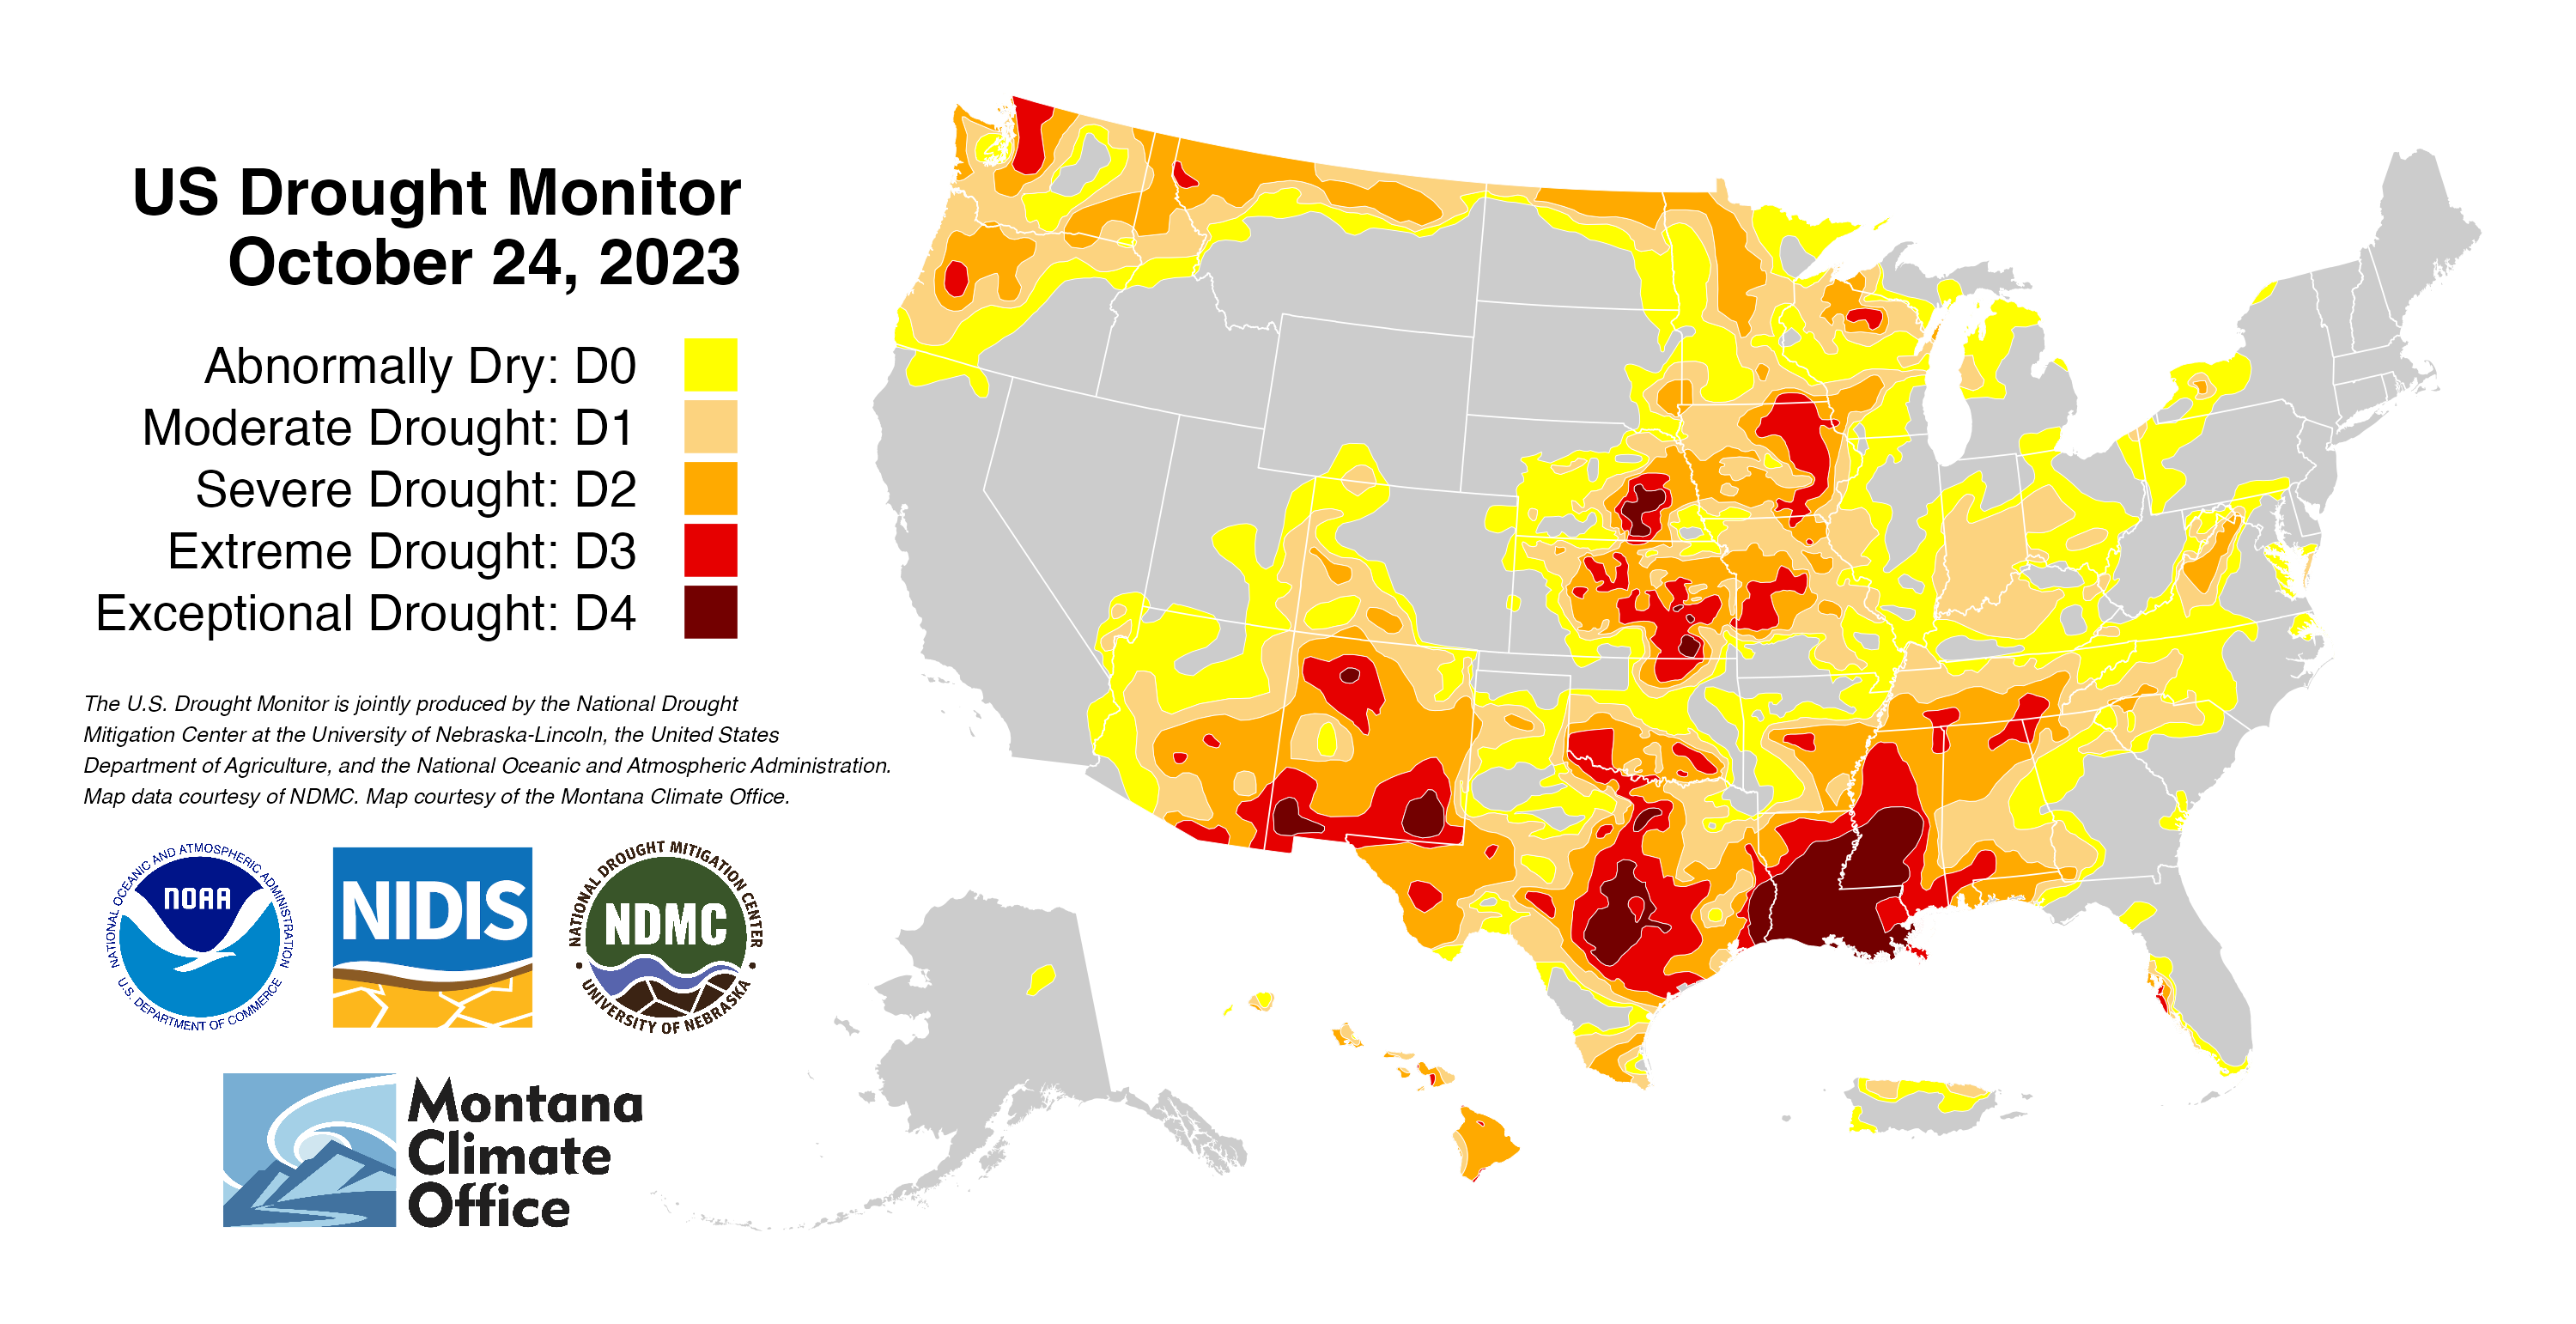 US Drought Monitor
October 24, 2023
Abnormally Dry: D0
Moderate Drought: D1
Severe Drought: D2
Extreme Drought: D3
Exceptional Drought: D4
The U.S. Drought Monitor is jointly produced by the National Drought
Mitigation Center at the University of Nebraska-Lincoln, the United States
Department of Agriculture, and the National Oceanic and Atmospheric Administration.
Map data courtesy of NDMC. Map courtesy of the Montana Climate Office.
NATIONAL OCEANIC AND ATMOSPHERIC ADMINISTRATION
NOAA
U.S. DEPARTMENT OF COMMERCE
NIDIS
NATIONAL DROUGHT MITIGATION CENTER
NDMC
UNIVERSITY OF NEBRASKA
Montana
Climate
Office